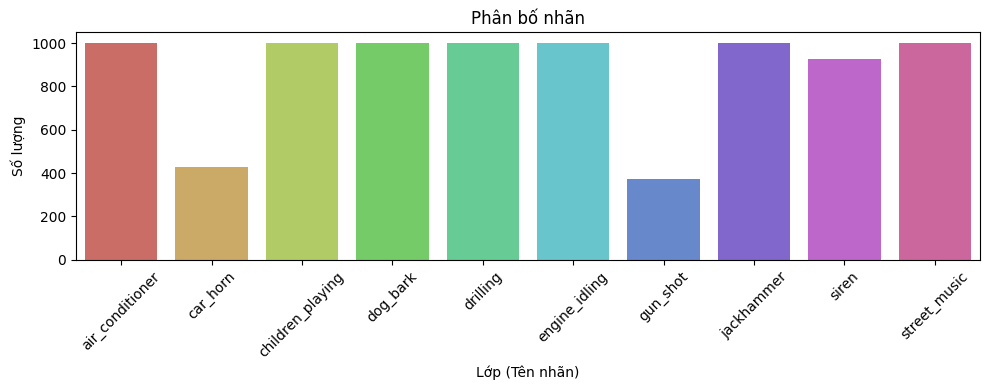 Phân bố nhãn
Số lượng
1000
800
600
400
200
0
air_conditioner
car_horn
children_playing
dog_bark
drilling
engine_idling
gun_shot
jackhammer
siren
street_music
Lớp (Tên nhãn)